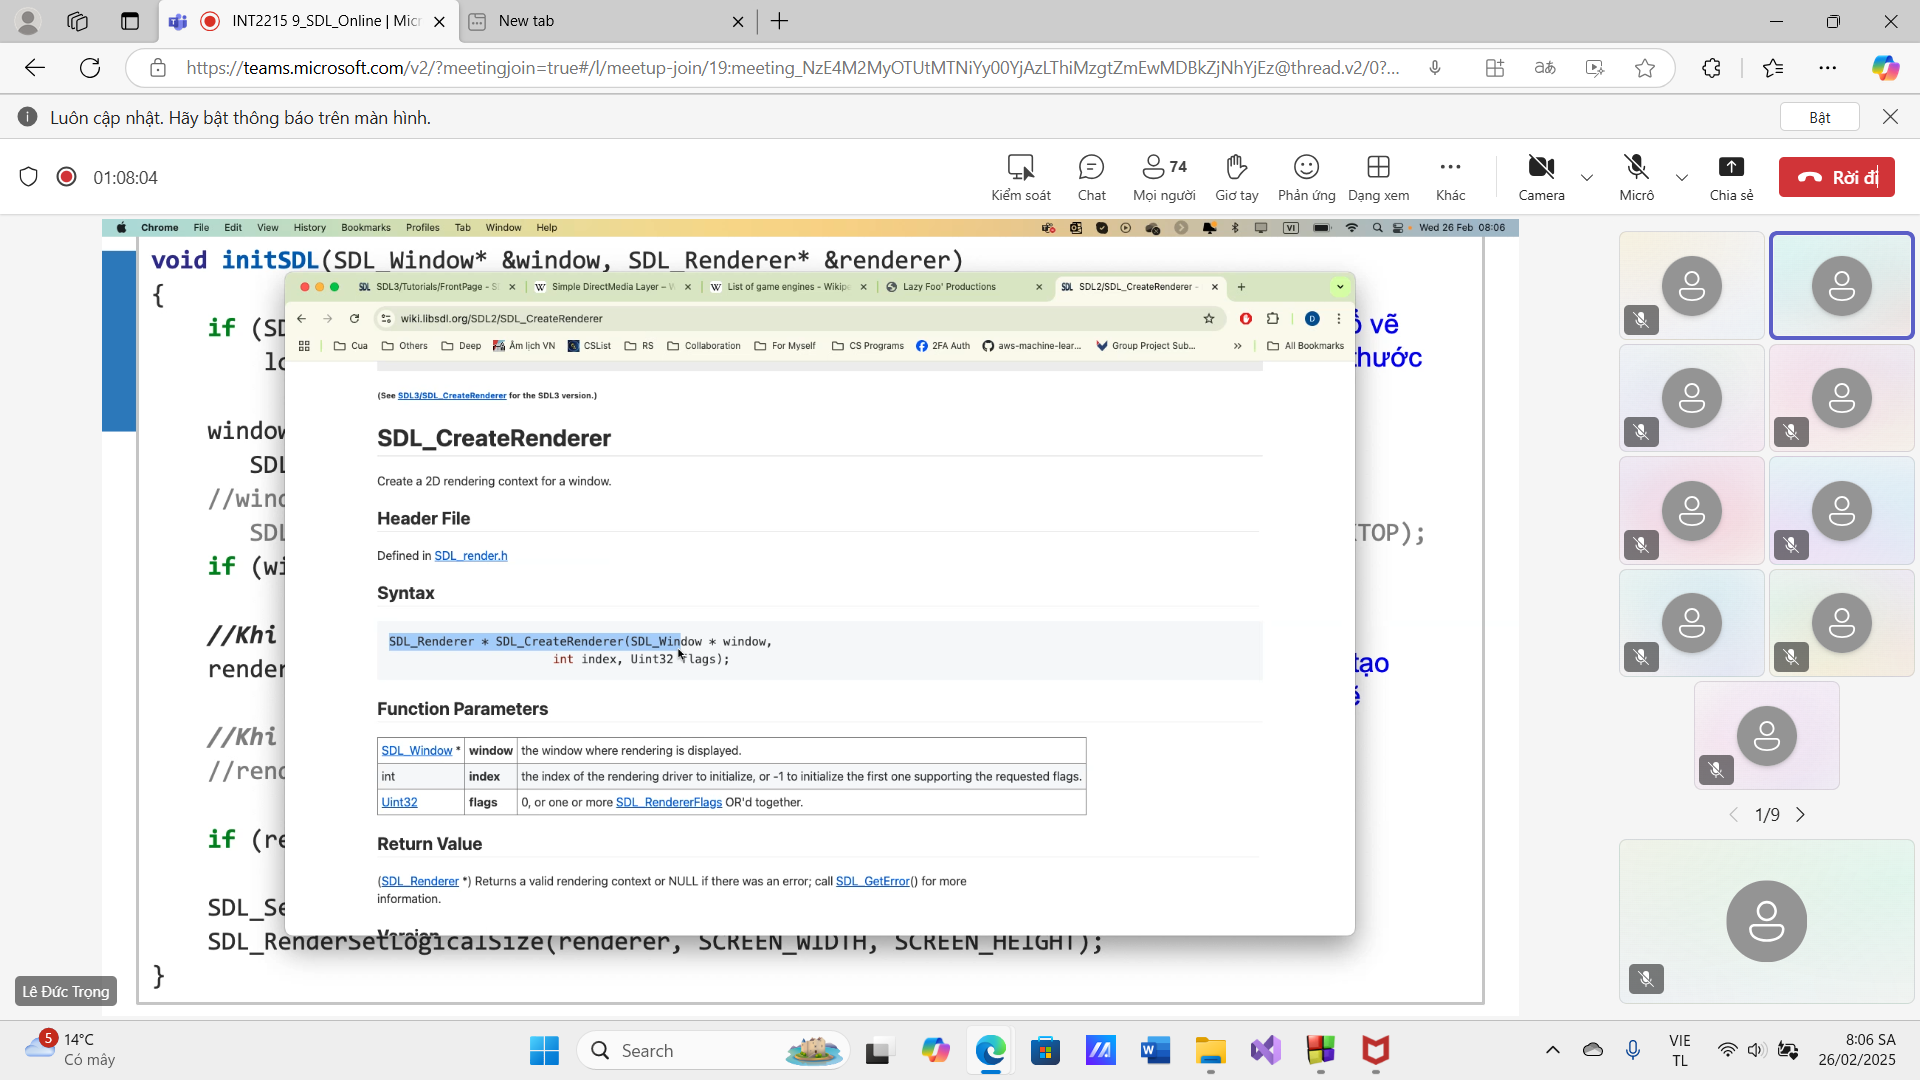 INT2215 9_SDL_Online | Micr
New tab
https://teams.microsoft.com/v2/?meetingjoin=true#/l/meetup-join/19:meeting_NzE4M2MyOTUtMTNiYy00YjAzLThiMzgtZmEwMDBkZjNhYjEz@thread.v2/0?...
Luôn cập nhật. Hãy bật thông báo trên màn hình.
Bật
01:08:04
Kiểm soát
Chat
74
Mọi người
Giơ tay
Phản ứng
Dạng xem
Khác
Camera
Micrô
Chia sẻ
Rời đi
Chrome File Edit View History Bookmarks Profiles Tab Window Help
VI
Wed 26 Feb 08:06
void initSDL(SDL_Window* &window, SDL_Renderer* &renderer)
{
SDL3/Tutorials/FrontPage - S
Simple DirectMedia Layer –
List of game engines - Wikip
Lazy Foo' Productions
SDL2/SDL_CreateRenderer -
wiki.libsdl.org/SDL2/SDL_CreateRenderer
Cua Others Deep Âm lịch VN CSList RS Collaboration For Myself CS Programs 2FA Auth aws-machine-lear... Group Project Sub... » All Bookmarks
if (SD
vẽ
lo
thước
(See SDL3/SDL_CreateRenderer for the SDL3 version.)
SDL_CreateRenderer
window
SDL
Create a 2D rendering context for a window.
//wind
Header File
SDL
TOP);
Defined in SDL_render.h
if (wi
Syntax
//Khi
SDL_Renderer * SDL_CreateRenderer(SDL_Window * window,
int index, Uint32 flags);
render
tạo
Function Parameters
//Khi
SDL_Window * window the window where rendering is displayed.
//rend
int index the index of the rendering driver to initialize, or -1 to initialize the first one supporting the requested flags.
Uint32 flags 0, or one or more SDL_RendererFlags OR'd together.
if (re
Return Value
(SDL_Renderer *) Returns a valid rendering context or NULL if there was an error; call SDL_GetError() for more
information.
SDL_Se
Version
SDL_RenderSetLogicalSize(renderer, SCREEN_WIDTH, SCREEN_HEIGHT);
}
Lê Đức Trọng
1/9
5
14°C
Có mây
Search
VIE
TL
8:06 SA
26/02/2025